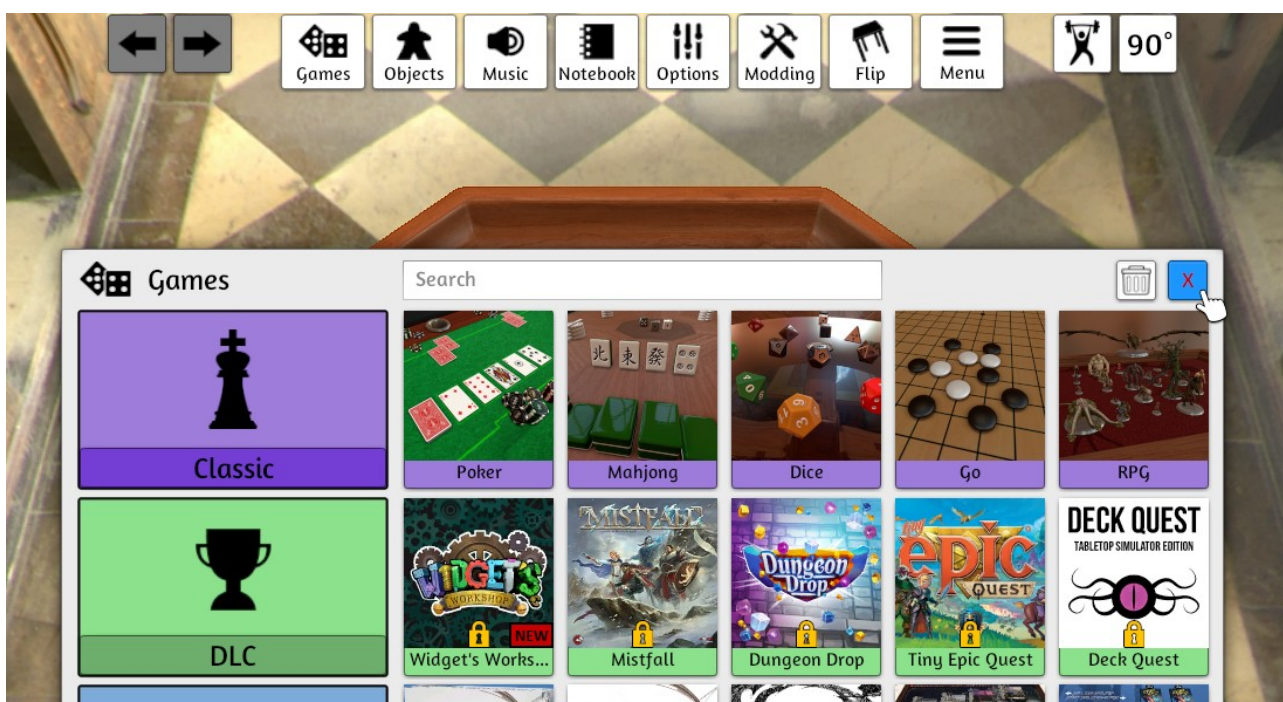 Games
Objects
Music
Notebook
Options
Modding
Flip
Menu
90°
Games
Search
X
北 東 發
Classic
Poker
Mahjong
Dice
Go
RPG
WIDGET'S
WORKSHOP
NEW
MISTFALL
Dungeon
Drop
TINY
EPIC
QUEST
DECK QUEST
TABLETOP SIMULATOR EDITION
DLC
Widget's Works...
Mistfall
Dungeon Drop
Tiny Epic Quest
Deck Quest